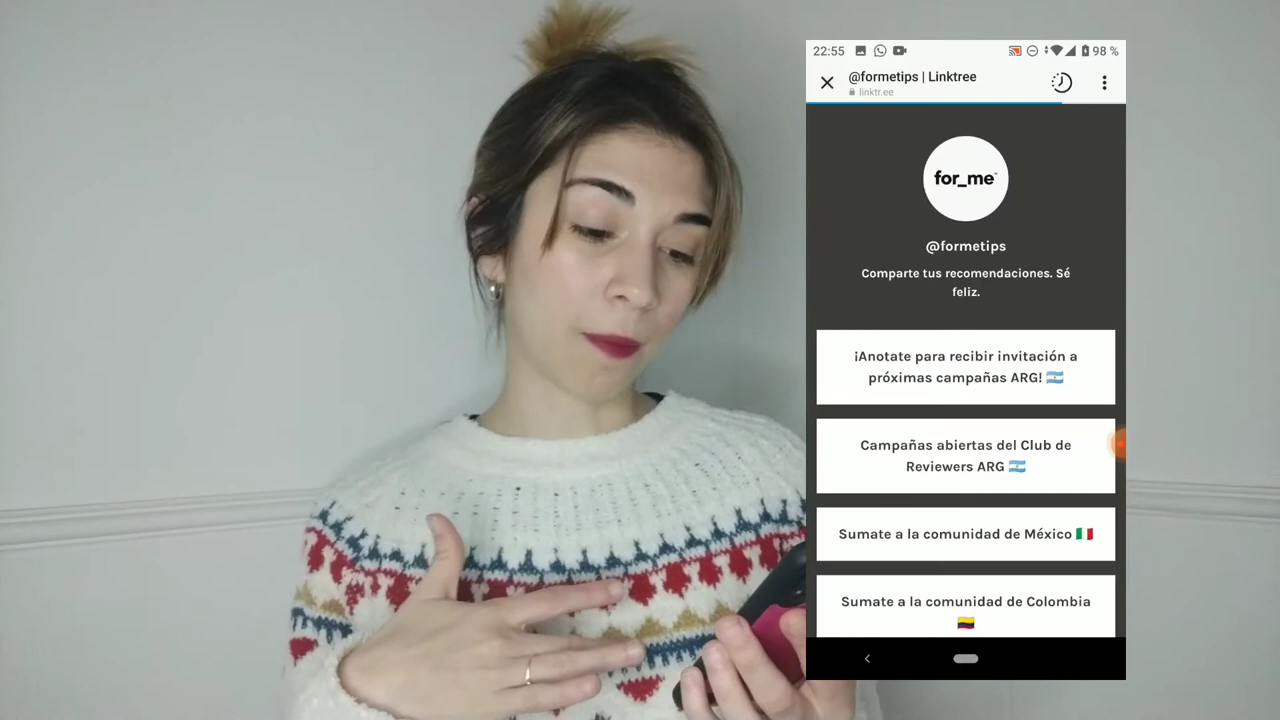 22:55
98 %
@formetips | Linktree
linktr.ee
for_me™
@formetips
Comparte tus recomendaciones. Sé
feliz.
¡Anotate para recibir invitación a
próximas campañas ARG! 🇦🇷
Campañas abiertas del Club de
Reviewers ARG 🇦🇷
Sumate a la comunidad de México 🇮🇹
Sumate a la comunidad de Colombia
🇨🇴